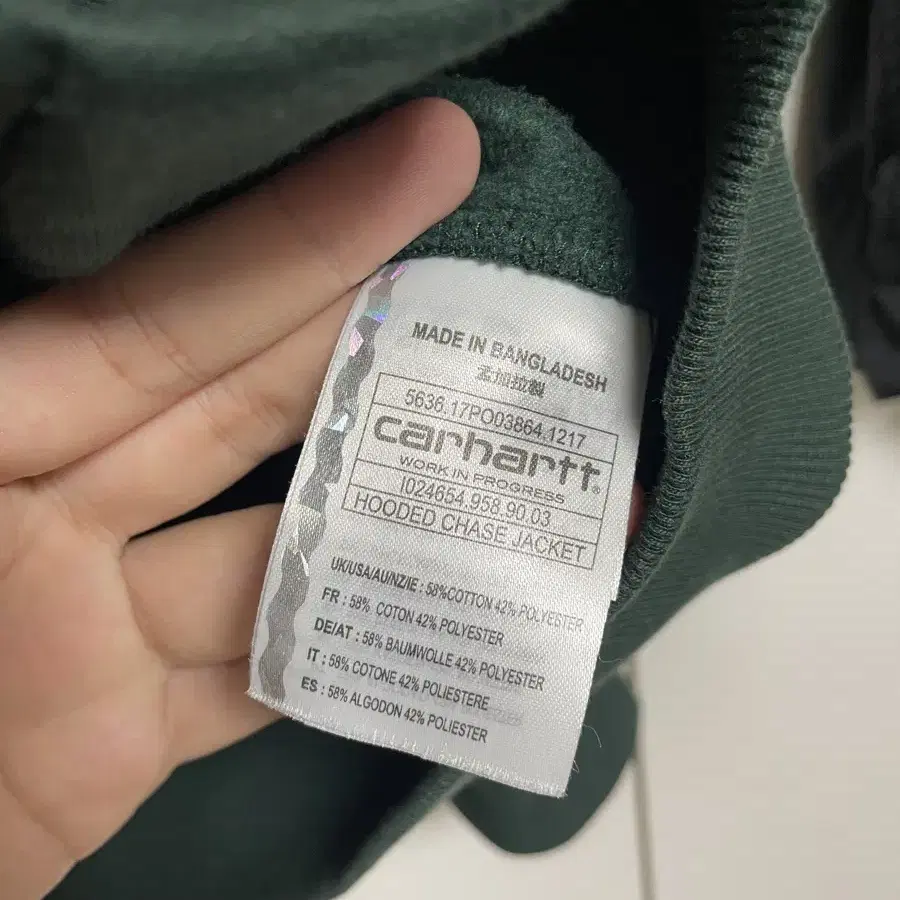 MADE IN BANGLADESH
孟加拉製
5636.17PO03864.1217
carhartt®
WORK IN PROGRESS
I024654.958.90.03
HOODED CHASE JACKET
UK/USA/AU/NZ/IE : 58%COTTON 42% POLYESTER
FR : 58% COTON 42% POLYESTER
DE/AT : 58% BAUMWOLLE 42% POLYESTER
IT : 58% COTONE 42% POLIESTERE
ES : 58% ALGODON 42% POLIESTER